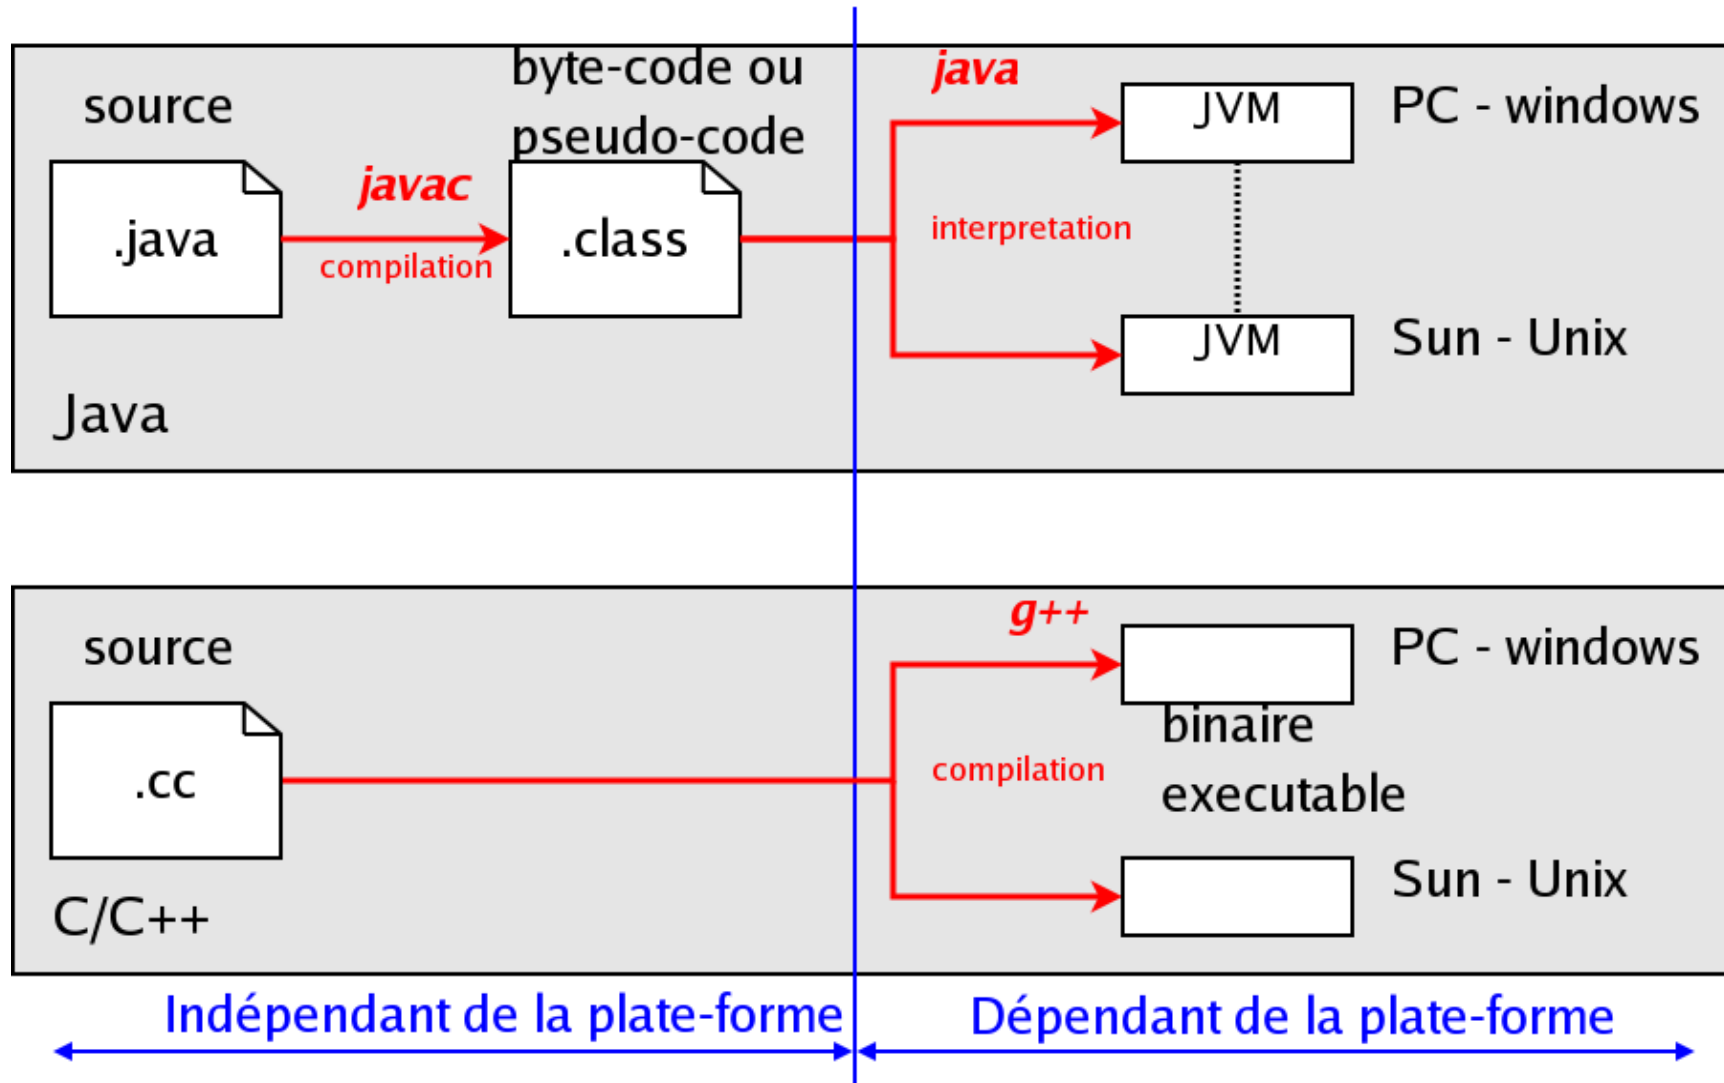 source
byte-code ou
pseudo-code
.java
javac
compilation
.class
java
interpretation
JVM
PC - windows
JVM
Sun - Unix
Java
source
.cc
g++
compilation
PC - windows
binaire
executable
Sun - Unix
C/C++
Indépendant de la plate-forme
Dépendant de la plate-forme